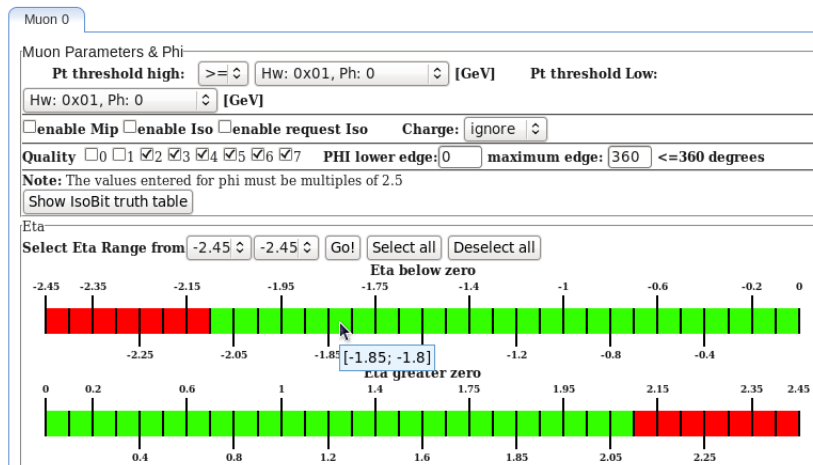 Muon 0
Muon Parameters & Phi
Pt threshold high: >= Hw: 0x01, Ph: 0 [GeV] Pt threshold Low:
Hw: 0x01, Ph: 0 [GeV]
enable Mip enable Iso enable request Iso Charge: ignore
Quality 0 1 2 3 4 5 6 7 PHI lower edge: 0 maximum edge: 360 <=360 degrees
Note: The values entered for phi must be multiples of 2.5
Show IsoBit truth table
Eta
Select Eta Range from -2.45 -2.45 Go! Select all Deselect all
Eta below zero
-2.45 -2.35 -2.15 -1.95 -1.75 -1.4 -1 -0.6 -0.2 0
-2.25 -2.05 -1.85 -1.2 -0.8 -0.4
[-1.85; -1.8]
Eta greater zero
0 0.2 0.6 1 1.4 1.75 1.95 2.15 2.35 2.45
0.4 0.8 1.2 1.6 1.85 2.05 2.25